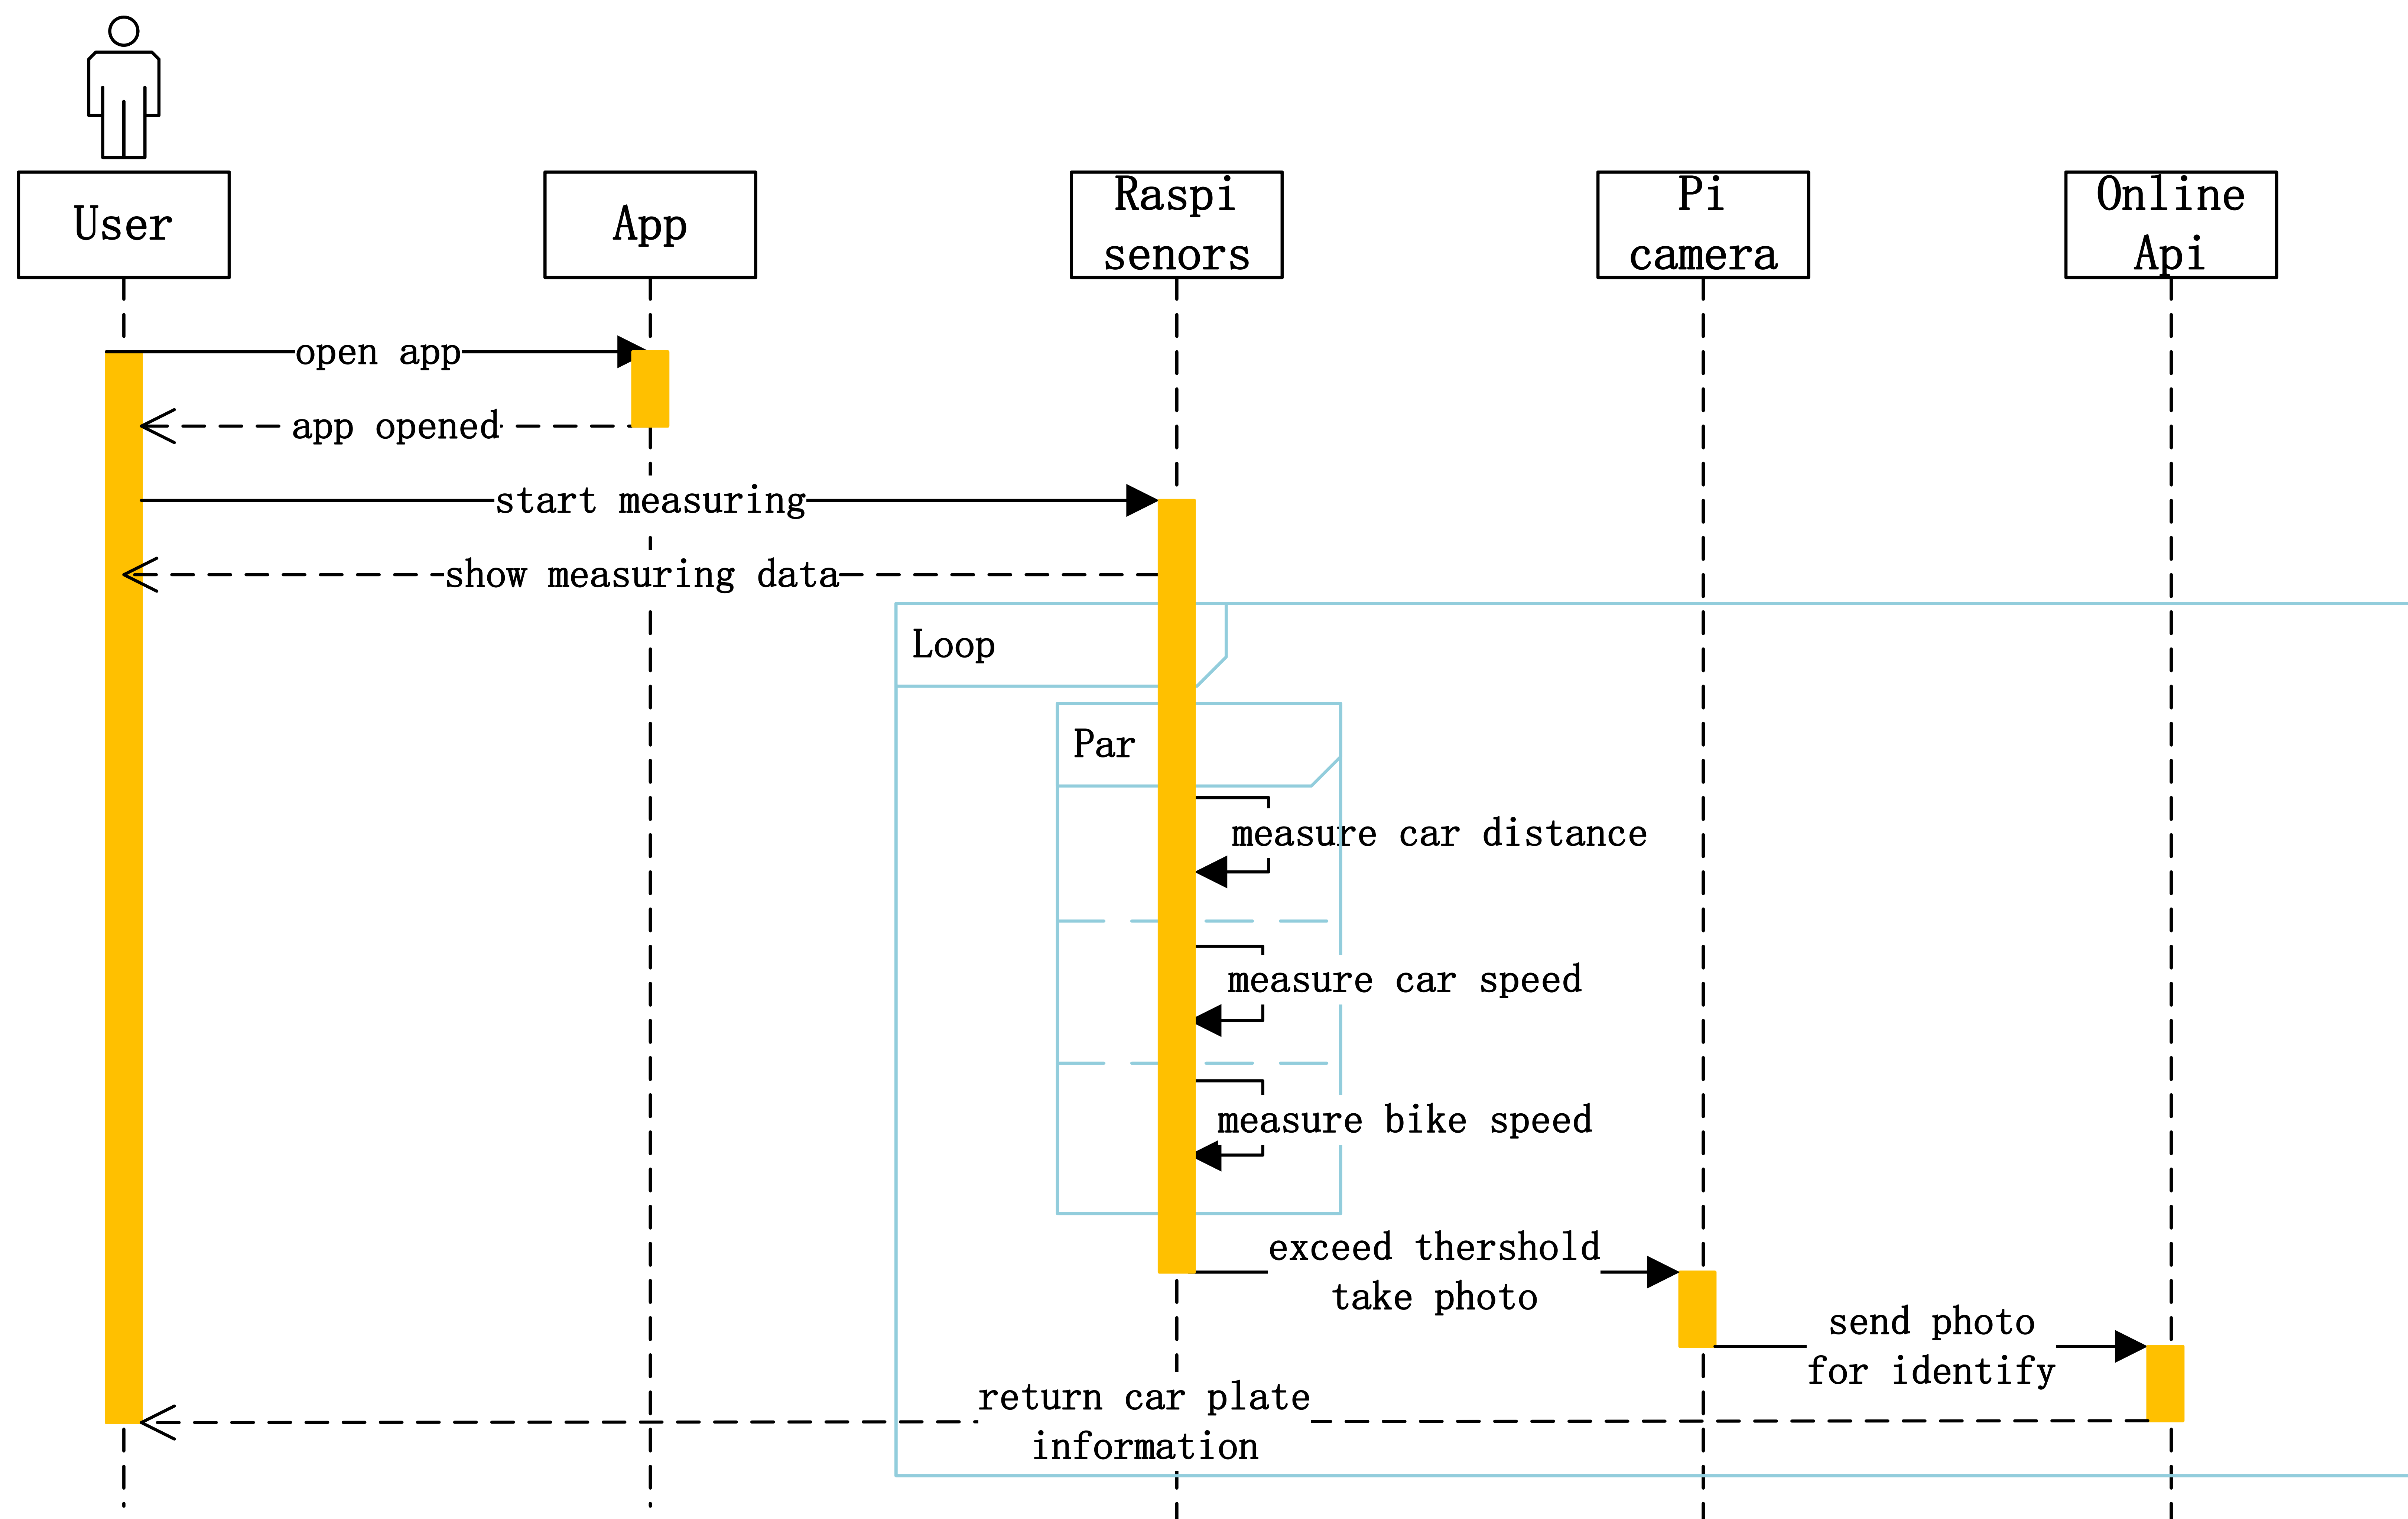 User
App
Raspi
senors
Pi
camera
Online
Api
open app
app opened
start measuring
show measuring data
Loop
Par
measure car distance
measure car speed
measure bike speed
exceed thershold
take photo
send photo
for identify
return car plate
information